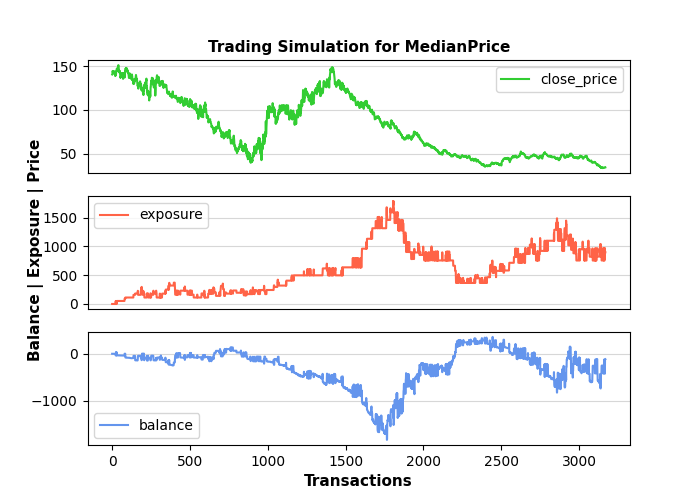 Trading Simulation for MedianPrice
150
100
50
close_price
Balance | Exposure | Price
1500
1000
500
0
exposure
0
−1000
balance
0 500 1000 1500 2000 2500 3000
Transactions